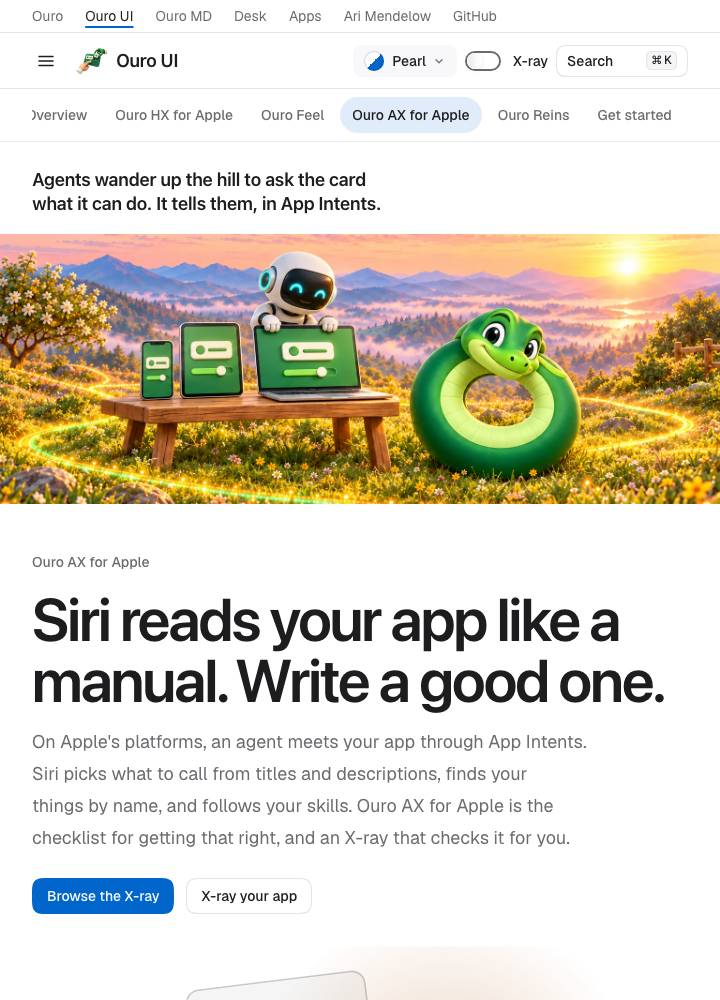 Ouro Ouro UI Ouro MD Desk Apps Ari Mendelow GitHub
Ouro UI Pearl X-ray Search ⌘ K
Overview Ouro HX for Apple Ouro Feel Ouro AX for Apple Ouro Reins Get started
Agents wander up the hill to ask the card
what it can do. It tells them, in App Intents.
Ouro AX for Apple
Siri reads your app like a
manual. Write a good one.
On Apple's platforms, an agent meets your app through App Intents.
Siri picks what to call from titles and descriptions, finds your
things by name, and follows your skills. Ouro AX for Apple is the
checklist for getting that right, and an X-ray that checks it for you.
Browse the X-ray X-ray your app